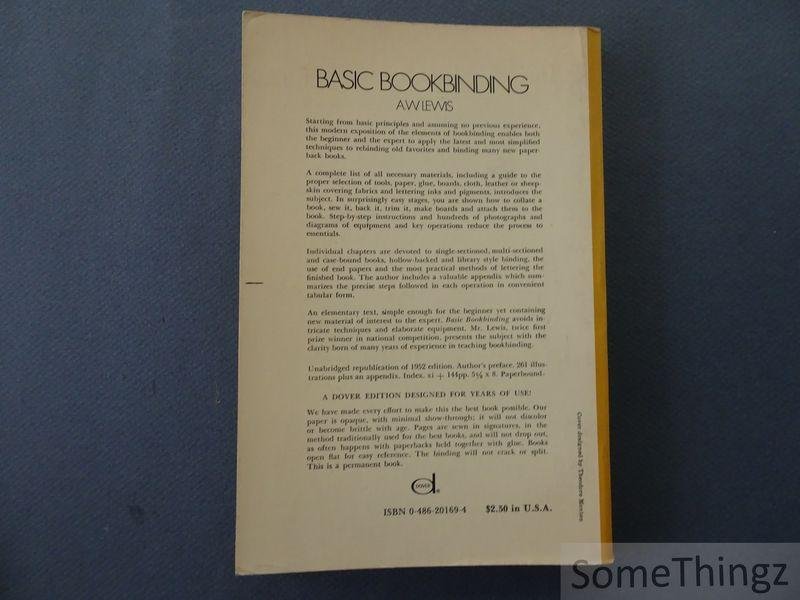 BASIC BOOKBINDING
A.W. LEWIS
Starting from basic principles and assuming no previous experience,
this modern exposition of the elements of bookbinding enables both
the beginner and the expert to apply the latest and most simplified
techniques to rebinding old favorites and binding many new paper-
back books.
A complete list of all necessary materials, including a guide to the
proper selection of tools, paper, glue, boards, cloth, leather or sheep-
skin covering fabrics and lettering inks and pigments, introduces the
subject. In surprisingly easy stages, you are shown how to collate a
book, sew it, back it, trim it, make boards and attach them to the
book. Step-by-step instructions and hundreds of photographs and
diagrams of equipment and key operations reduce the process to
essentials.
Individual chapters are devoted to single-sectioned, multi-sectioned
and case-bound books, hollow-backed and library style binding, the
use of end papers and the most practical methods of lettering the
finished book. The author includes a valuable appendix which sum-
marizes the precise steps followed in each operation in convenient
tabular form.
An elementary text, simple enough for the beginner yet containing
new material of interest to the expert. Basic Bookbinding avoids in-
tricate techniques and elaborate equipment. Mr. Lewis, twice first
prize winner in national competition, presents the subject with the
clarity born of many years of experience in teaching bookbinding.
Unabridged republication of 1952 edition. Author's preface. 261 illus-
trations plus an appendix. Index. xi + 144pp. 5⅜ x 8. Paperbound.
A DOVER EDITION DESIGNED FOR YEARS OF USE!
We have made every effort to make this the best book possible. Our
paper is opaque, with minimal show-through; it will not discolor
or become brittle with age. Pages are sewn in signatures, in the
method traditionally used for the best books, and will not drop out,
as often happens with paperbacks held together with glue. Books
open flat for easy reference. The binding will not crack or split.
This is a permanent book.
DOVER
ISBN 0-486-20169-4 $2.50 in U.S.A.
Cover designed by Theodore Menten
SomeThingz